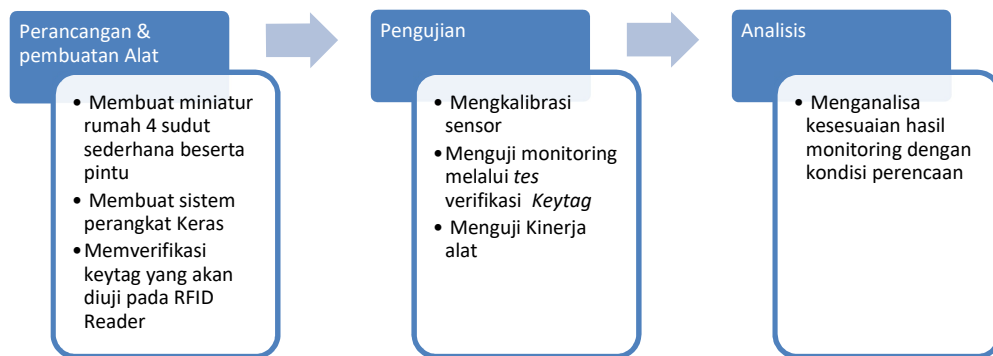 Perancangan &
pembuatan Alat
• Membuat miniatur
rumah 4 sudut
sederhana beserta
pintu
• Membuat sistem
perangkat Keras
• Memverifikasi
keytag yang akan
diuji pada RFID
Reader
Pengujian
• Mengkalibrasi
sensor
• Menguji monitoring
melalui tes
verifikasi Keytag
• Menguji Kinerja
alat
Analisis
• Menganalisa
kesesuaian hasil
monitoring dengan
kondisi perencaan